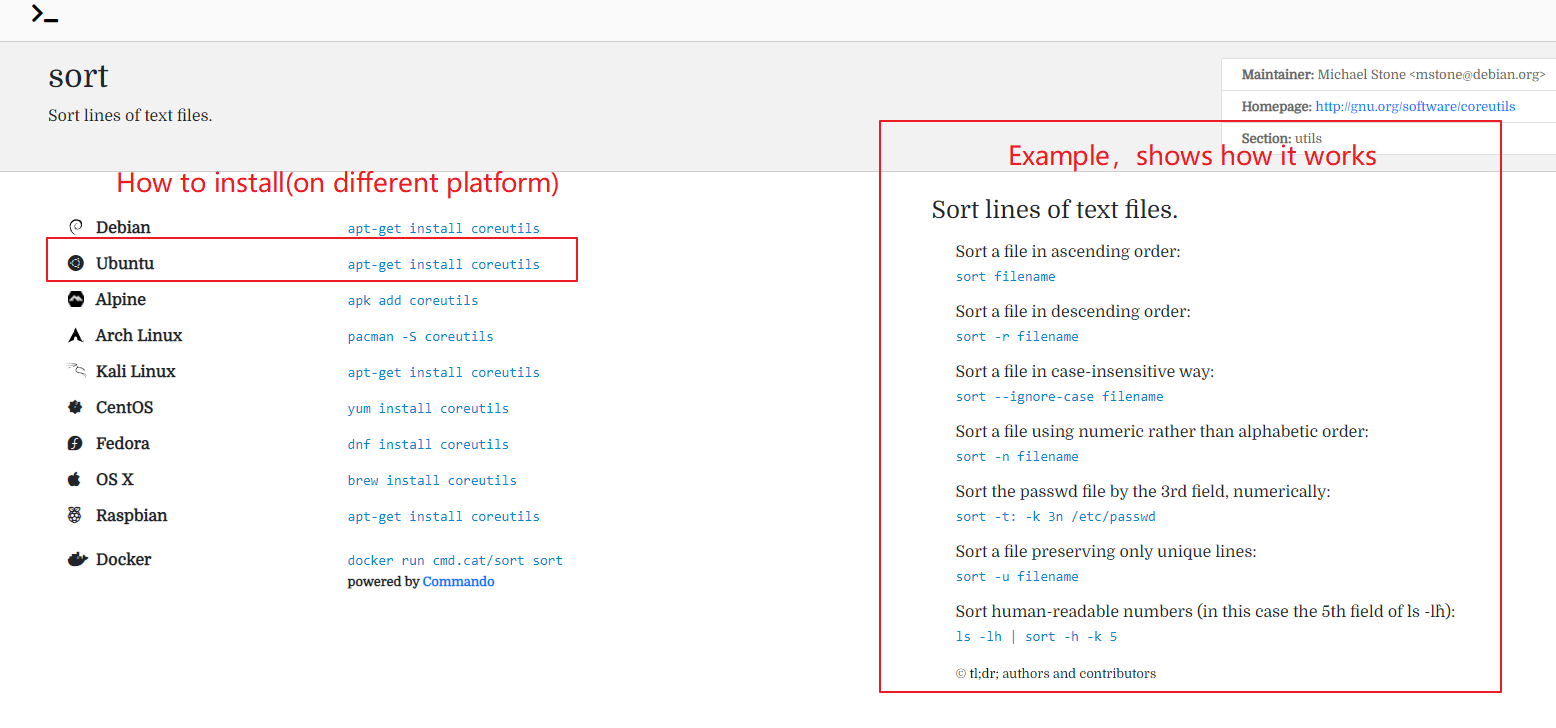 sort
Sort lines of text files.
Maintainer: Michael Stone <mstone@debian.org>
Homepage: http://gnu.org/software/coreutils
Section: utils
How to install(on different platform)
Debian apt-get install coreutils
Ubuntu apt-get install coreutils
Alpine apk add coreutils
Arch Linux pacman -S coreutils
Kali Linux apt-get install coreutils
CentOS yum install coreutils
Fedora dnf install coreutils
OS X brew install coreutils
Raspbian apt-get install coreutils
Docker docker run cmd.cat/sort sort
powered by Commando
Example，shows how it works
Sort lines of text files.
Sort a file in ascending order:
sort filename
Sort a file in descending order:
sort -r filename
Sort a file in case-insensitive way:
sort --ignore-case filename
Sort a file using numeric rather than alphabetic order:
sort -n filename
Sort the passwd file by the 3rd field, numerically:
sort -t: -k 3n /etc/passwd
Sort a file preserving only unique lines:
sort -u filename
Sort human-readable numbers (in this case the 5th field of ls -lh):
ls -lh | sort -h -k 5
© tl;dr; authors and contributors